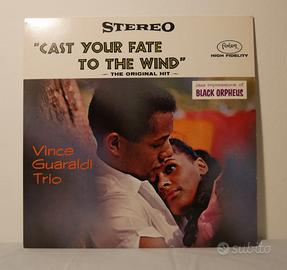 STEREO
"CAST YOUR FATE
TO THE WIND"
THE ORIGINAL HIT
Fantasy
HIGH FIDELITY
Jazz Impressions of
BLACK ORPHEUS
Vince
Guaraldi
Trio
subito